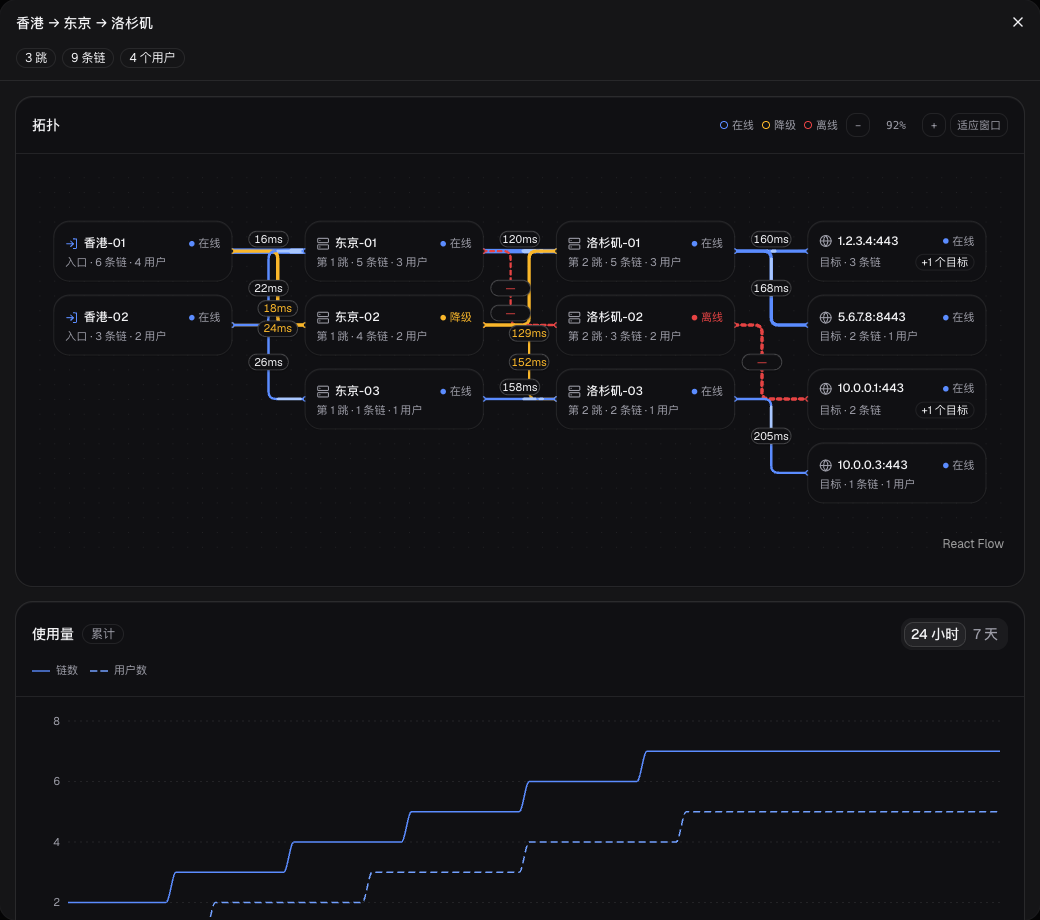 香港 → 东京 → 洛杉矶
3 跳 9 条链 4 个用户
拓扑
在线 降级 离线 − 92% + 适应窗口
香港-01 在线
入口 · 6 条链 · 4 用户
16ms
东京-01 在线
第 1 跳 · 5 条链 · 3 用户
120ms
洛杉矶-01 在线
第 2 跳 · 5 条链 · 3 用户
160ms
1.2.3.4:443 在线
目标 · 3 条链 +1 个目标
22ms
18ms
24ms
26ms
—
—
129ms
152ms
158ms
168ms
—
205ms
香港-02 在线
入口 · 3 条链 · 2 用户
东京-02 降级
第 1 跳 · 4 条链 · 2 用户
洛杉矶-02 离线
第 2 跳 · 3 条链 · 2 用户
5.6.7.8:8443 在线
目标 · 2 条链 · 1 用户
东京-03 在线
第 1 跳 · 1 条链 · 1 用户
洛杉矶-03 在线
第 2 跳 · 2 条链 · 1 用户
10.0.0.1:443 在线
目标 · 2 条链 +1 个目标
10.0.0.3:443 在线
目标 · 1 条链 · 1 用户
React Flow
使用量 累计
24 小时 7 天
链数 用户数
8
6
4
2